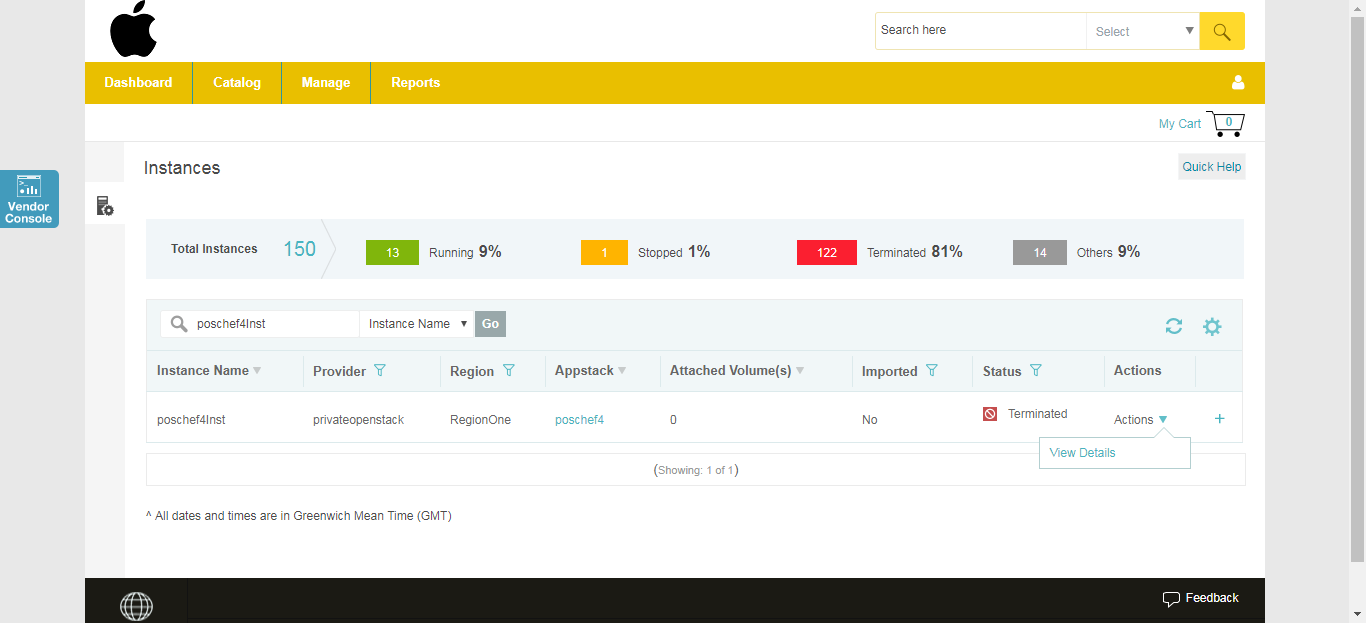 Search here Select
Dashboard Catalog Manage Reports
My Cart 0
Instances Quick Help
Vendor
Console
Total Instances 150 13 Running 9% 1 Stopped 1% 122 Terminated 81% 14 Others 9%
poschef4Inst Instance Name Go
Instance Name Provider Region Appstack Attached Volume(s) Imported Status Actions
poschef4Inst privateopenstack RegionOne poschef4 0 No Terminated Actions +
View Details
(Showing: 1 of 1)
^ All dates and times are in Greenwich Mean Time (GMT)
Feedback